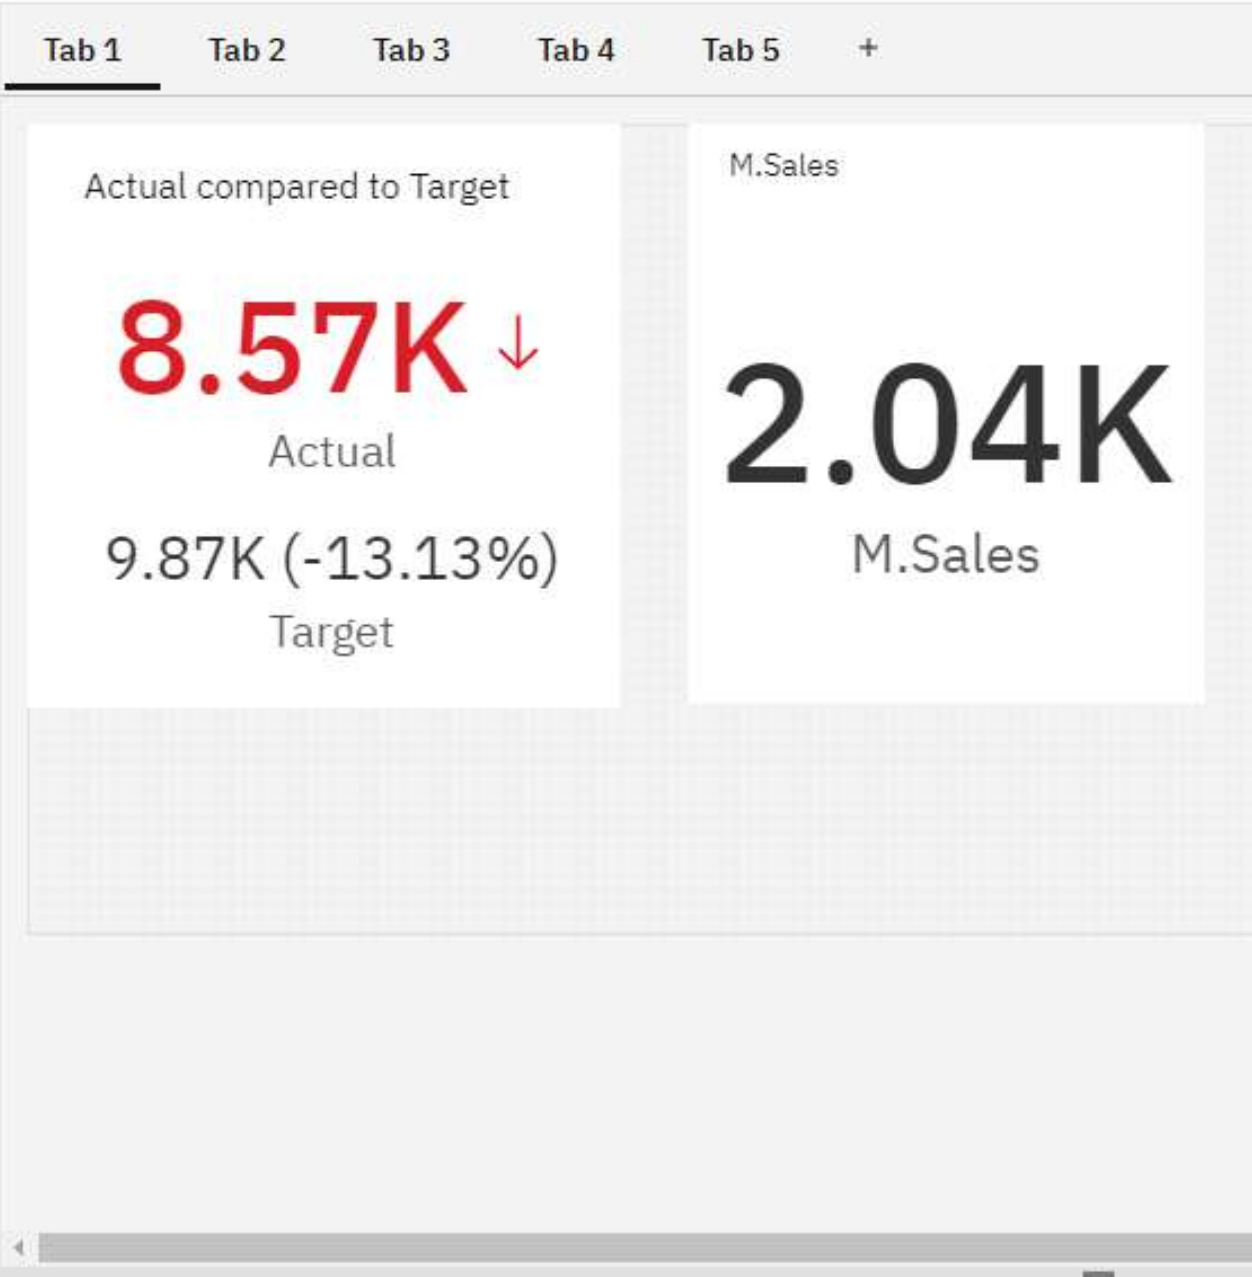 Tab 1 Tab 2 Tab 3 Tab 4 Tab 5 +
Actual compared to Target
8.57K ↓
Actual
9.87K (-13.13%)
Target
M.Sales
2.04K
M.Sales